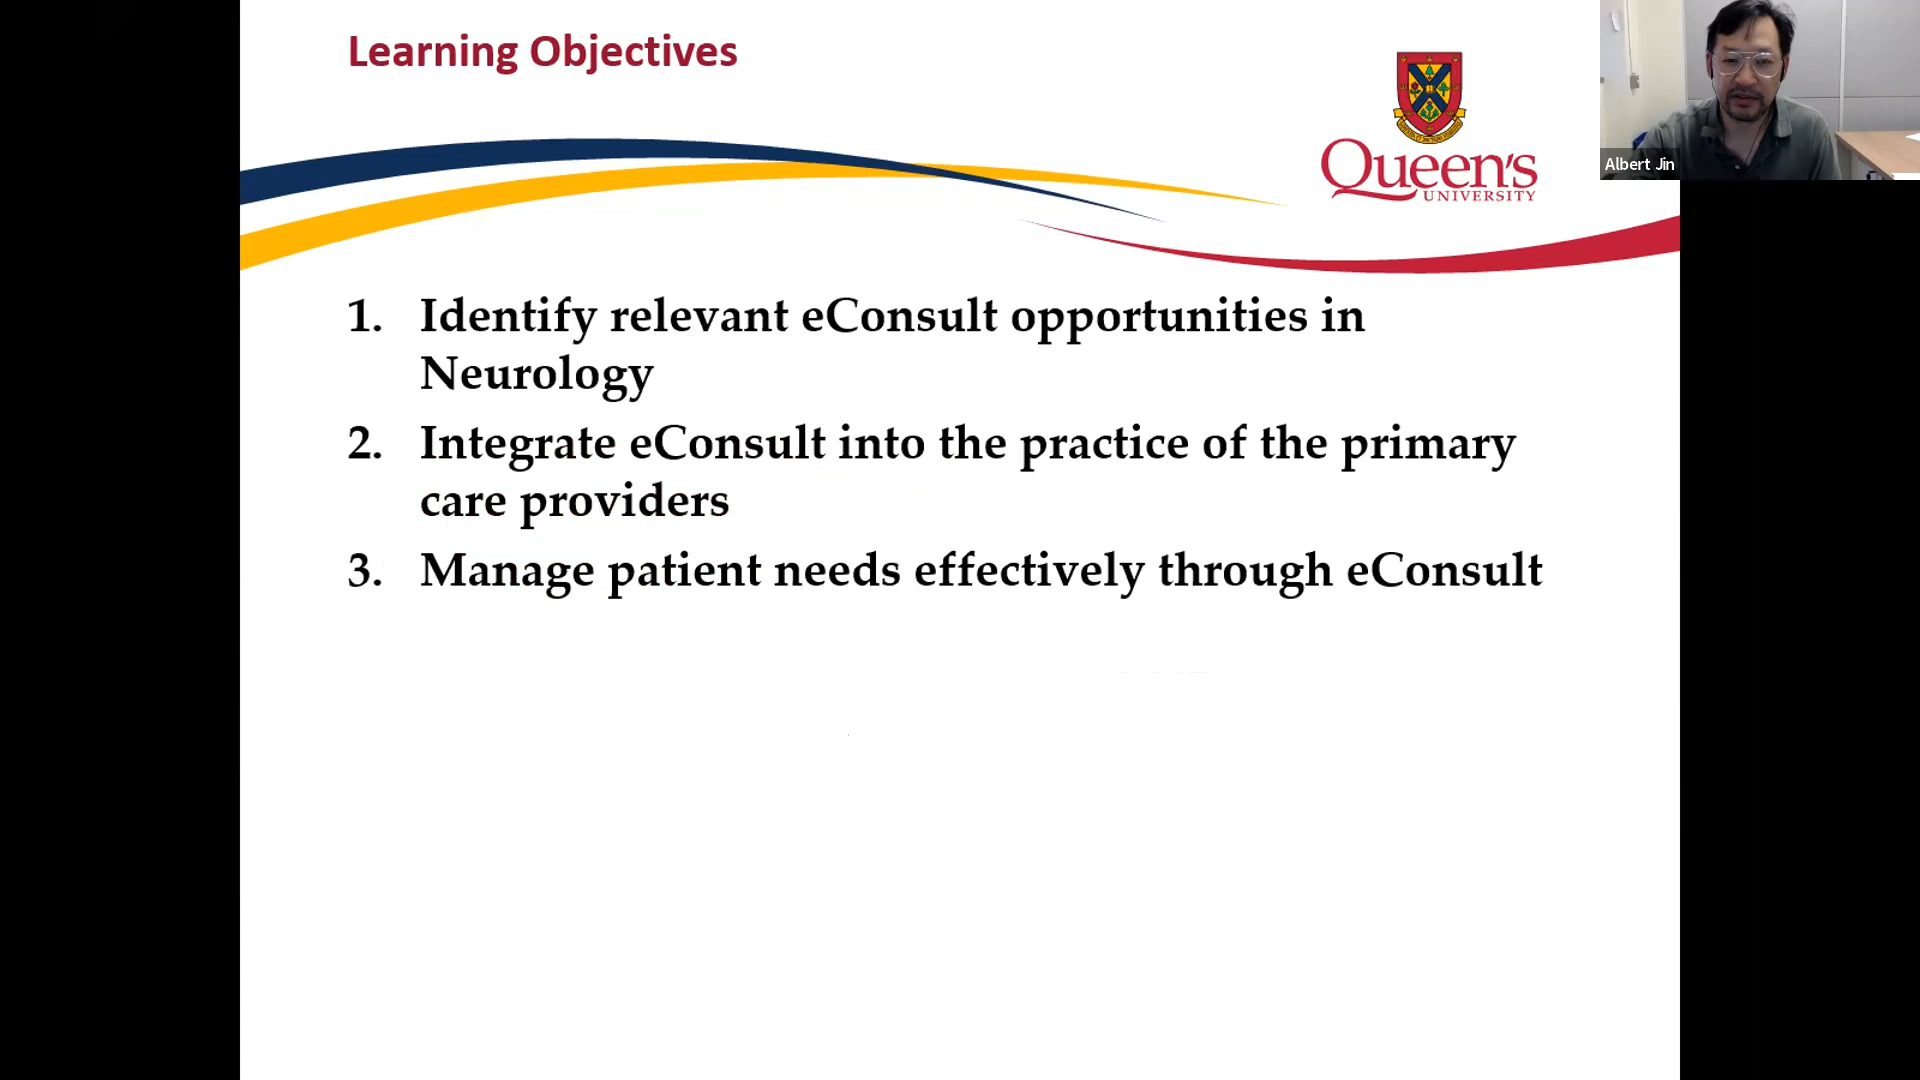 Learning Objectives
Queen's
UNIVERSITY
Albert Jin
1. Identify relevant eConsult opportunities in
Neurology
2. Integrate eConsult into the practice of the primary
care providers
3. Manage patient needs effectively through eConsult